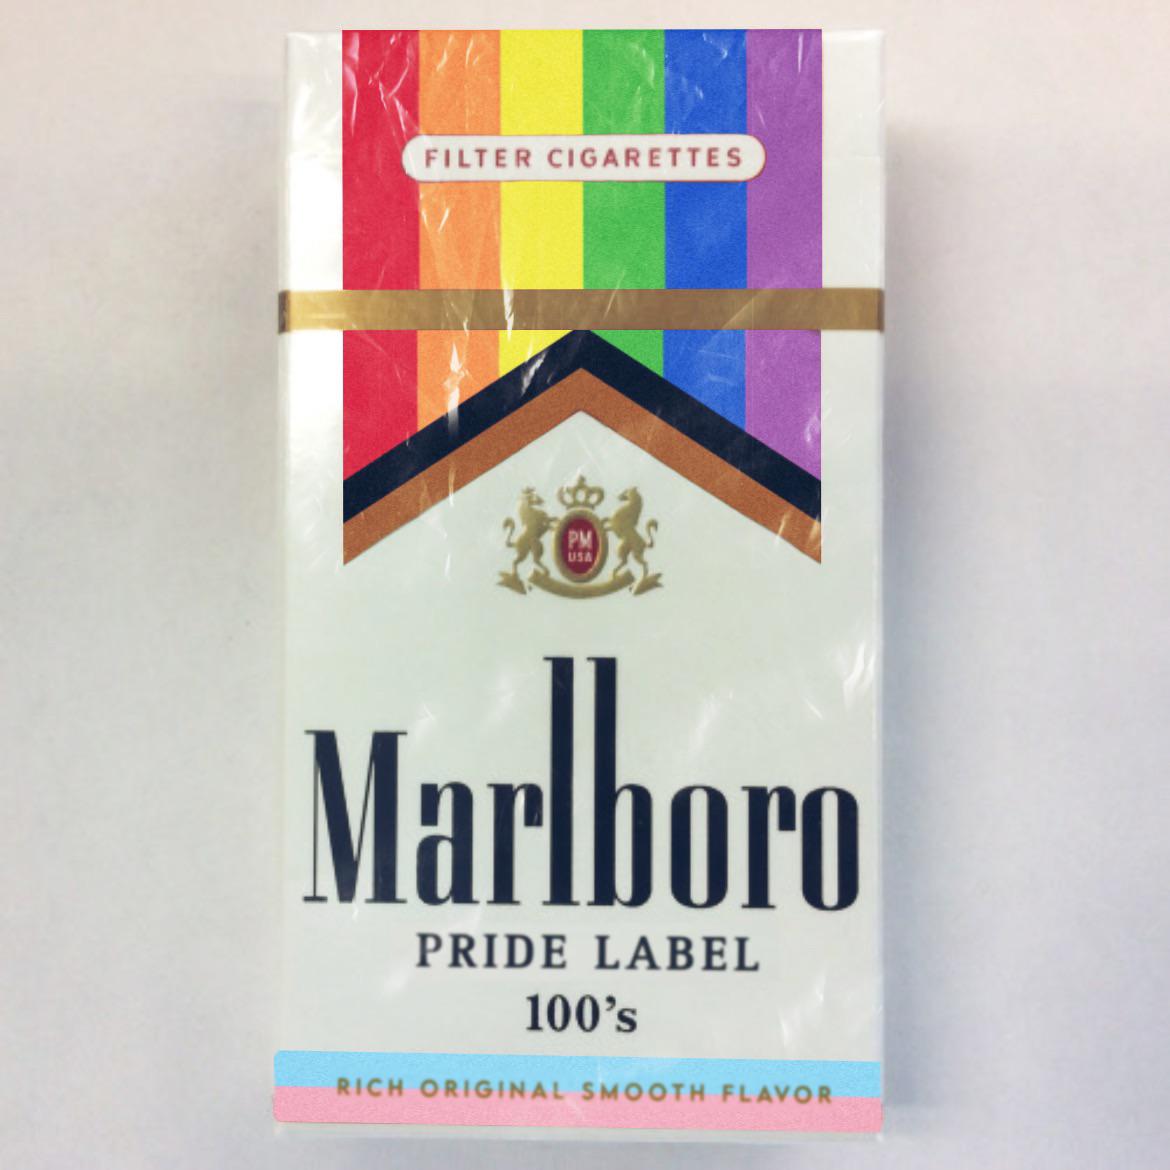 FILTER CIGARETTES
PM
USA
Marlboro
PRIDE LABEL
100's
RICH ORIGINAL SMOOTH FLAVOR